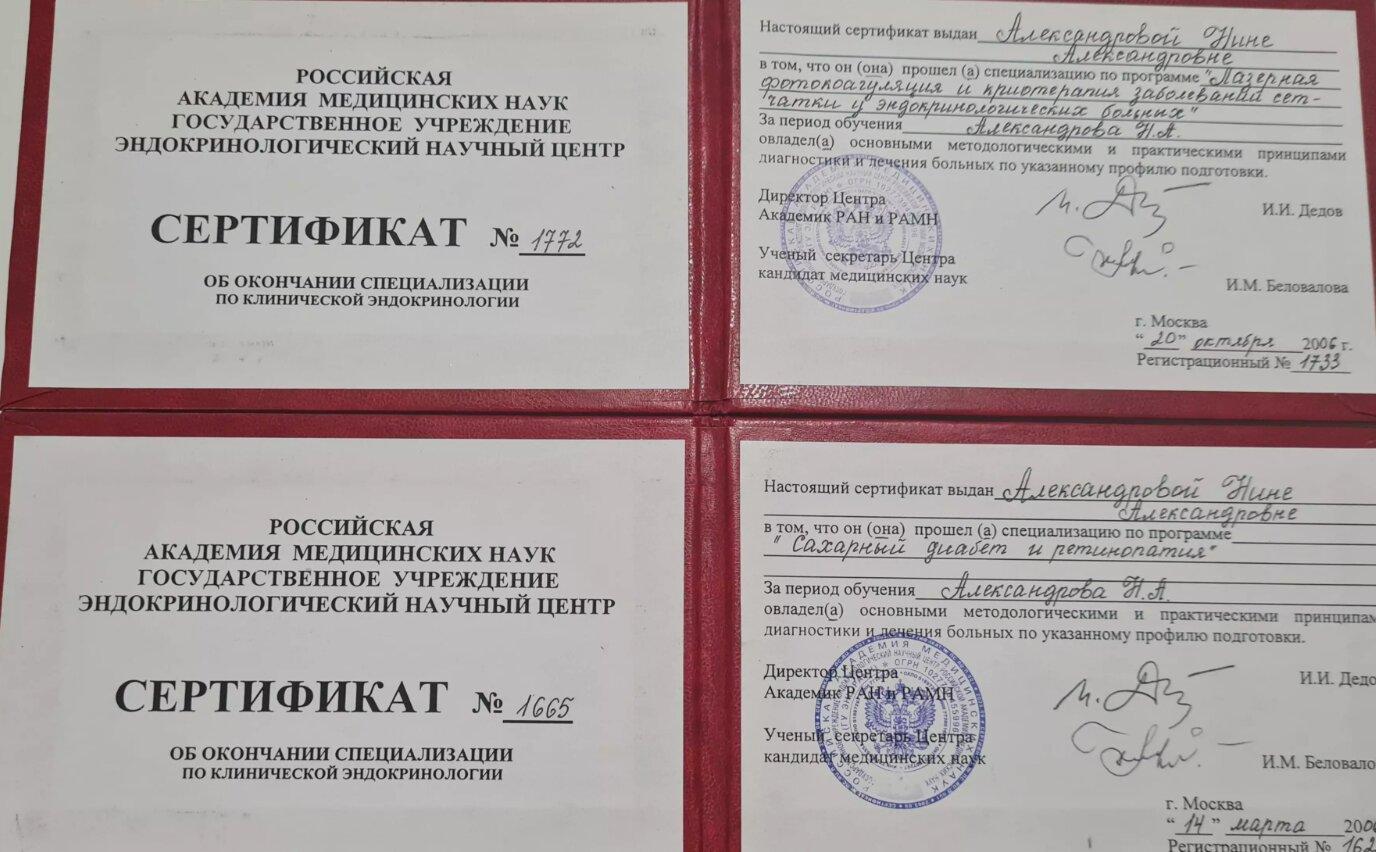 РОССИЙСКАЯ
АКАДЕМИЯ МЕДИЦИНСКИХ НАУК
ГОСУДАРСТВЕННОЕ УЧРЕЖДЕНИЕ
ЭНДОКРИНОЛОГИЧЕСКИЙ НАУЧНЫЙ ЦЕНТР
СЕРТИФИКАТ № 1772
ОБ ОКОНЧАНИИ СПЕЦИАЛИЗАЦИИ
ПО КЛИНИЧЕСКОЙ ЭНДОКРИНОЛОГИИ
Настоящий сертификат выдан Александровой Нине
Александровне
в том, что он (она) прошел (а) специализацию по программе "Лазерная
фотокоагуляция и криотерапия заболеваний сет-
чатки у эндокринологических больных"
За период обучения Александрова Н.А.
овладел(а) основными методологическими и практическими принципами
диагностики и лечения больных по указанному профилю подготовки.
Директор Центра
Академик РАН и РАМН
И.И. Дедов
Ученый секретарь Центра
кандидат медицинских наук
И.М. Беловалова
г. Москва
“ 20 ” октября 2006 г.
Регистрационный № 1733
РОССИЙСКАЯ
АКАДЕМИЯ МЕДИЦИНСКИХ НАУК
ГОСУДАРСТВЕННОЕ УЧРЕЖДЕНИЕ
ЭНДОКРИНОЛОГИЧЕСКИЙ НАУЧНЫЙ ЦЕНТР
СЕРТИФИКАТ № 1665
ОБ ОКОНЧАНИИ СПЕЦИАЛИЗАЦИИ
ПО КЛИНИЧЕСКОЙ ЭНДОКРИНОЛОГИИ
Настоящий сертификат выдан Александровой Нине
Александровне
в том, что он (она) прошел (а) специализацию по программе
"Сахарный диабет и ретинопатия"
За период обучения Александрова Н.А.
овладел(а) основными методологическими и практическими принципам
диагностики и лечения больных по указанному профилю подготовки.
Директор Центра
Академик РАН и РАМН
И.И. Дедо
Ученый секретарь Центра
кандидат медицинских наук
И.М. Беловало
г. Москва
“ 14 ” марта 200
Регистрационный № 162